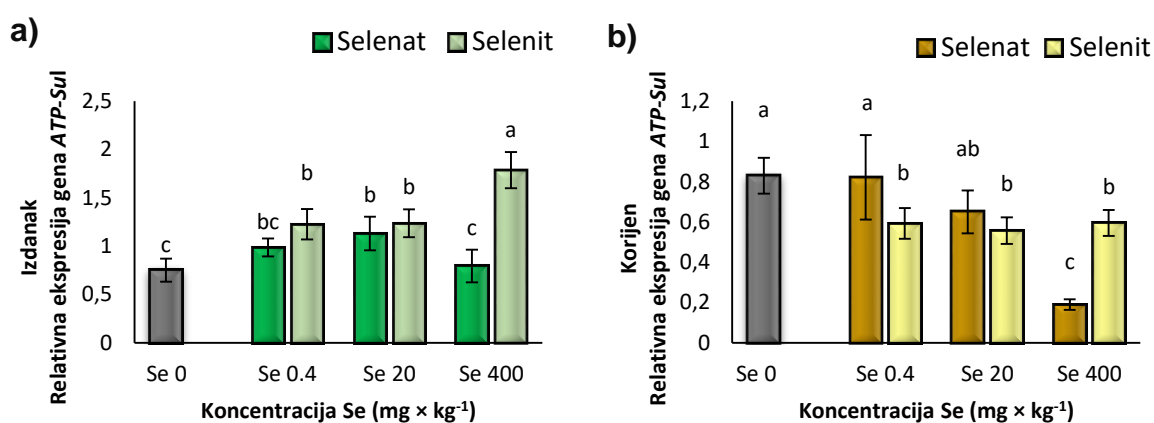 a)
Selenat Selenit
Izdanak
Relativna ekspresija gena ATP-Sul
2,5
2
1,5
1
0,5
0
c
bc
b
b
b
c
a
Se 0 Se 0.4 Se 20 Se 400
Koncentracija Se (mg × kg⁻¹)
b)
Selenat Selenit
Korijen
Relativna ekspresija gena ATP-Sul
1,2
1
0,8
0,6
0,4
0,2
0
a
a
b
ab
b
c
b
Se 0 Se 0.4 Se 20 Se 400
Koncentracija Se (mg × kg⁻¹)